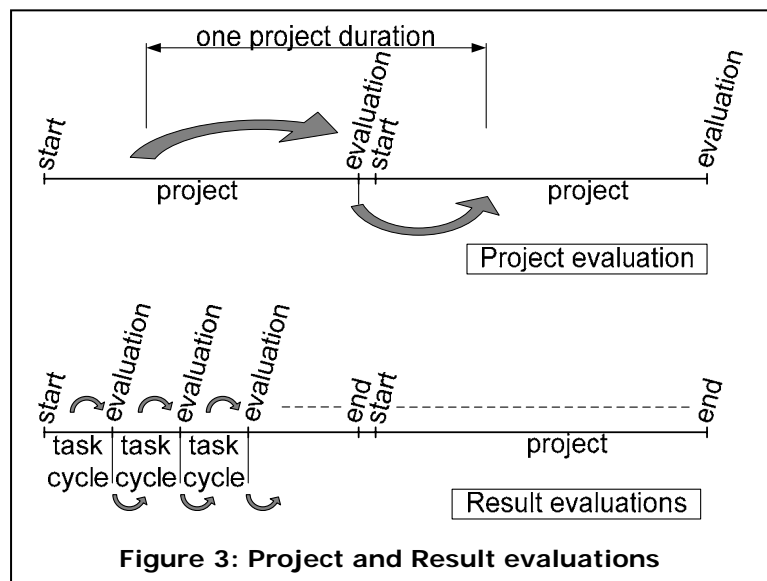 one project duration
start
evaluation
start
evaluation
project
project
Project evaluation
start
evaluation
evaluation
evaluation
end
start
end
task
cycle
task
cycle
task
cycle
project
Result evaluations
Figure 3: Project and Result evaluations